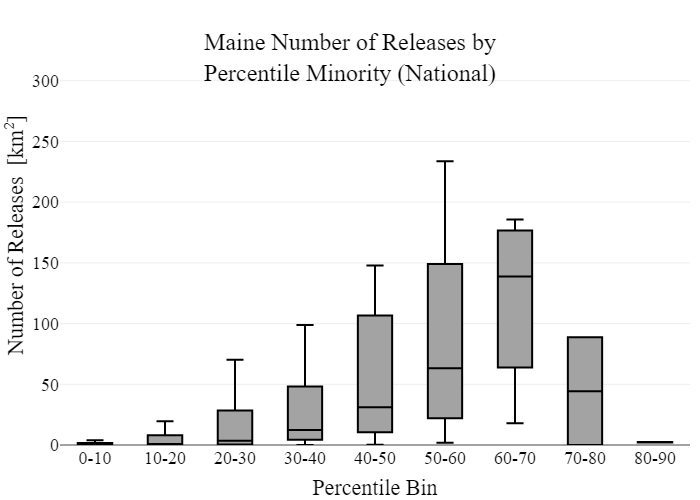 Maine Number of Releases by
Percentile Minority (National)
Number of Releases [km²]
300
250
200
150
100
50
0
0-10 10-20 20-30 30-40 40-50 50-60 60-70 70-80 80-90
Percentile Bin